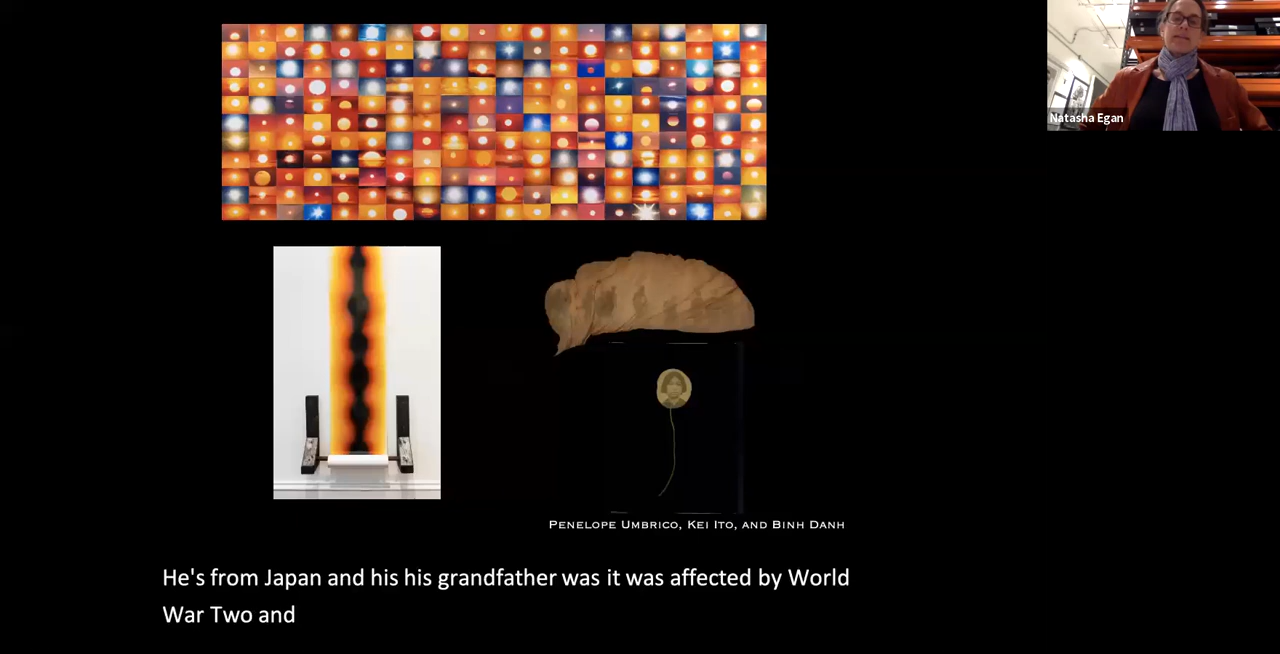 Natasha Egan
Penelope Umbrico, Kei Ito, and Binh Danh
He's from Japan and his his grandfather was it was affected by World
War Two and